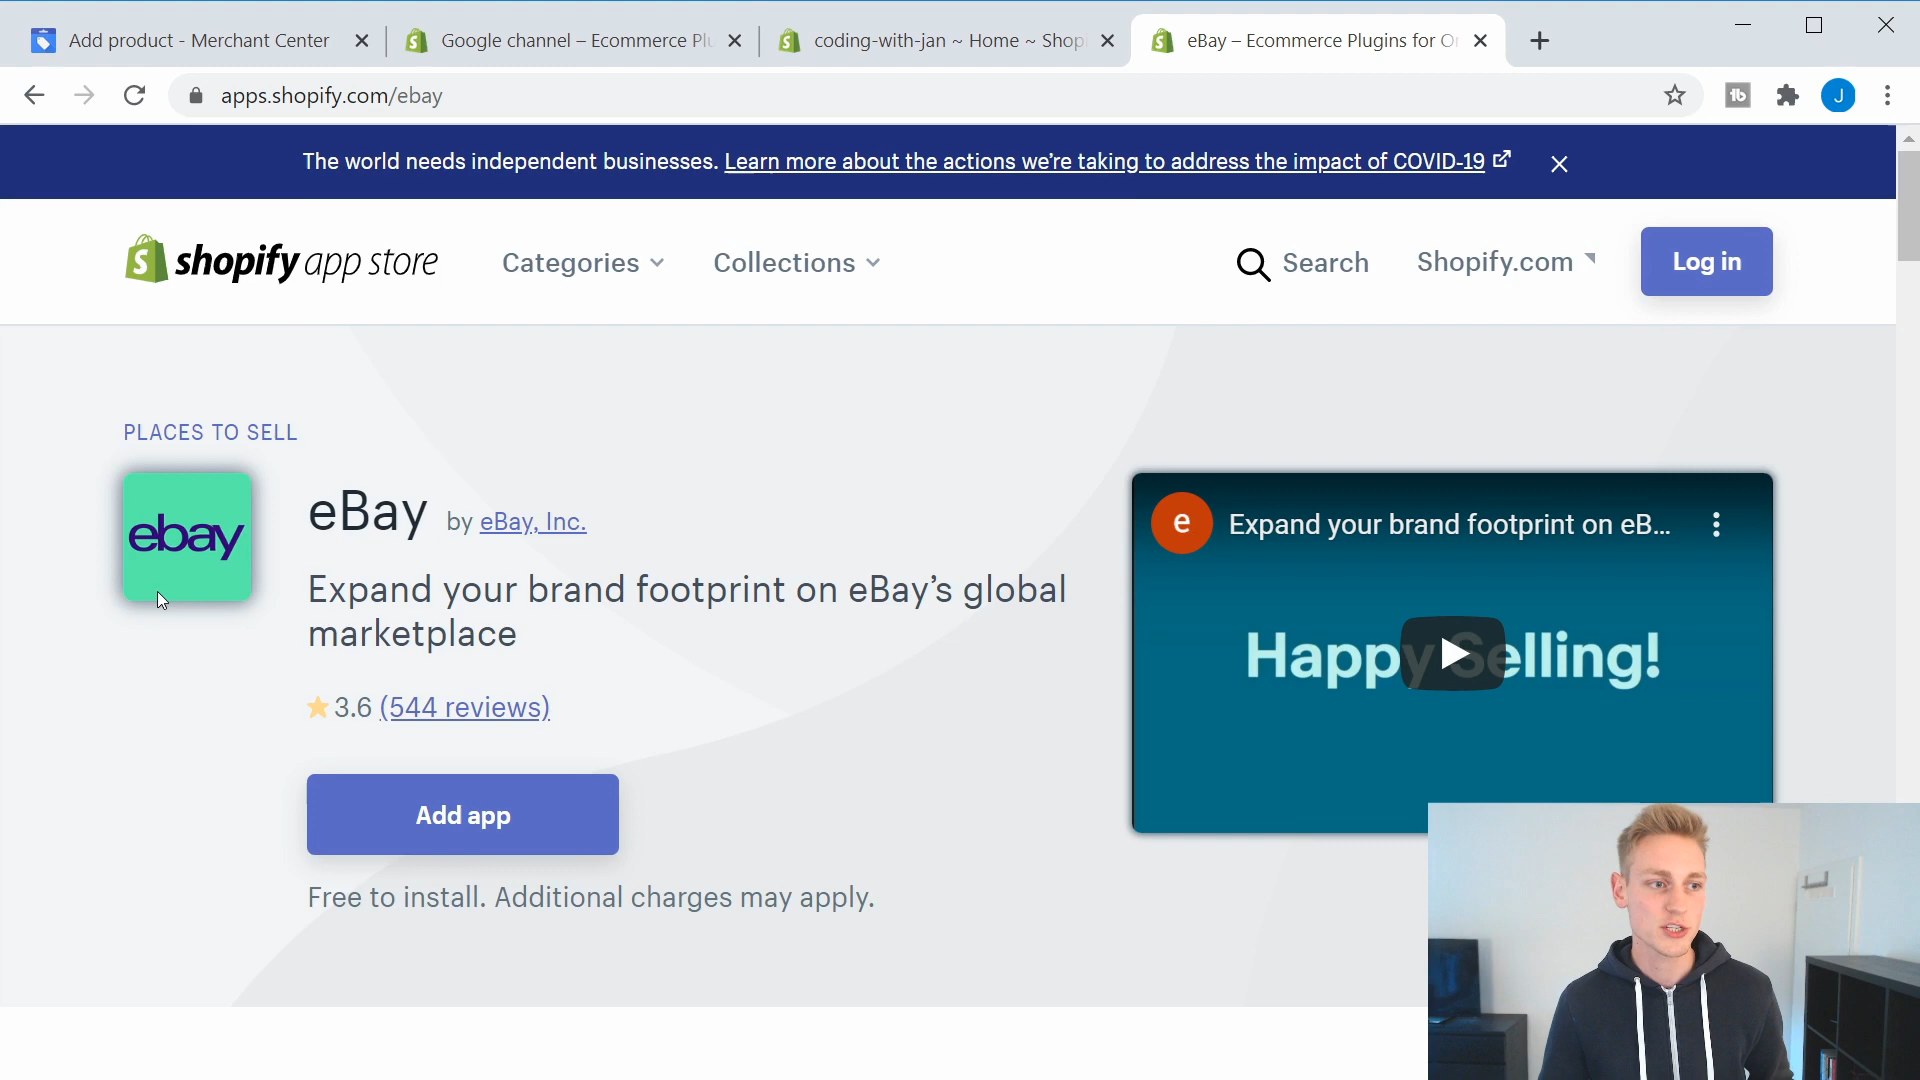 Add product - Merchant Center
Google channel – Ecommerce Plu
coding-with-jan ~ Home ~ Shop
eBay – Ecommerce Plugins for O
apps.shopify.com/ebay
J
The world needs independent businesses. Learn more about the actions we're taking to address the impact of COVID-19
shopify app store
Categories
Collections
Search
Shopify.com
Log in
PLACES TO SELL
ebay
eBay by eBay, Inc.
Expand your brand footprint on eBay’s global
marketplace
3.6 (544 reviews)
Add app
Free to install. Additional charges may apply.
e
Expand your brand footprint on eB...
Happy Selling!